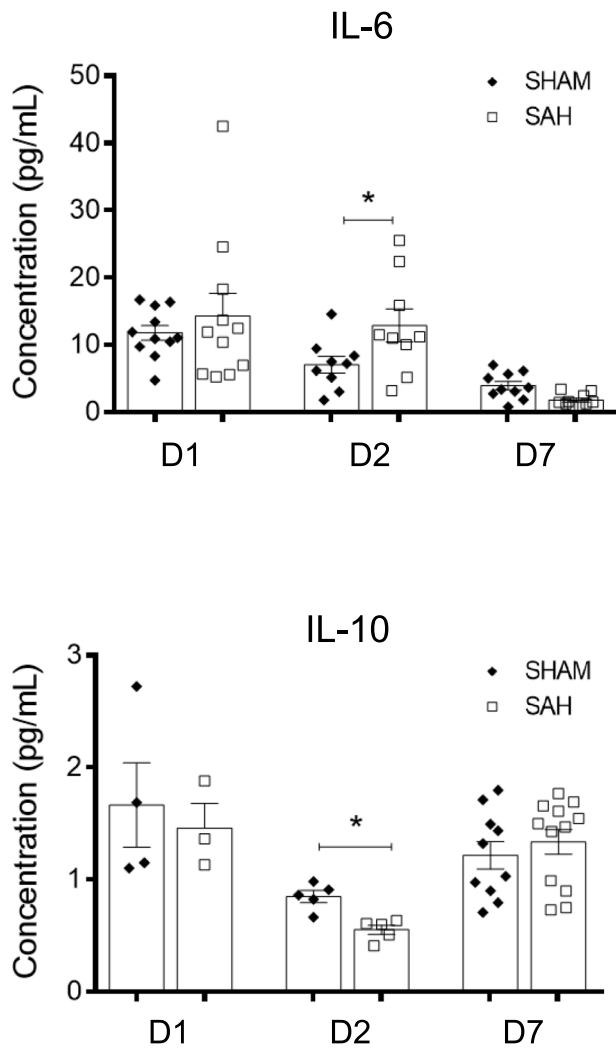 IL-6
Concentration (pg/mL)
50
40
30
20
10
0
SHAM
SAH
*
D1 D2 D7
IL-10
Concentration (pg/mL)
3
2
1
0
SHAM
SAH
*
D1 D2 D7